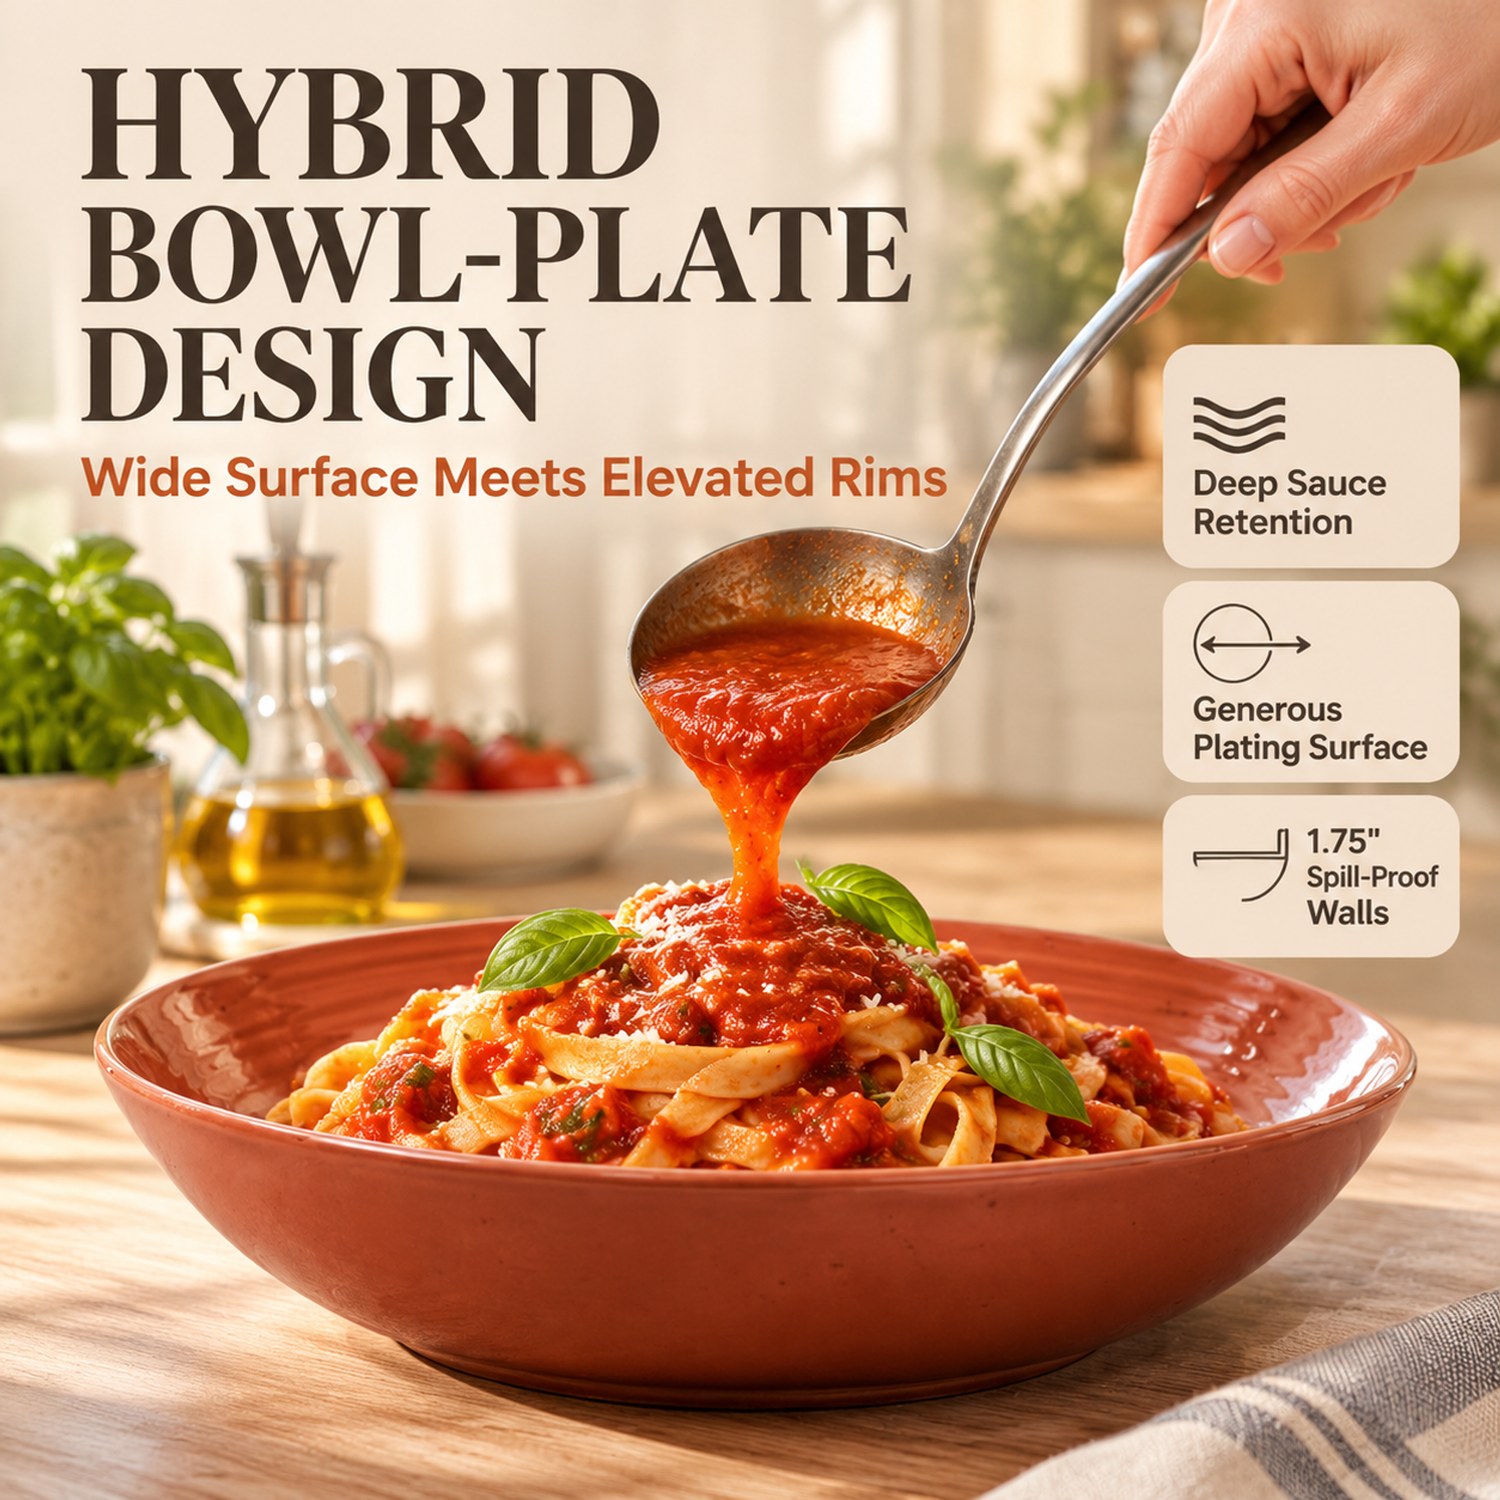 HYBRID
BOWL-PLATE
DESIGN
Wide Surface Meets Elevated Rims
Deep Sauce
Retention
Generous
Plating Surface
1.75"
Spill-Proof
Walls